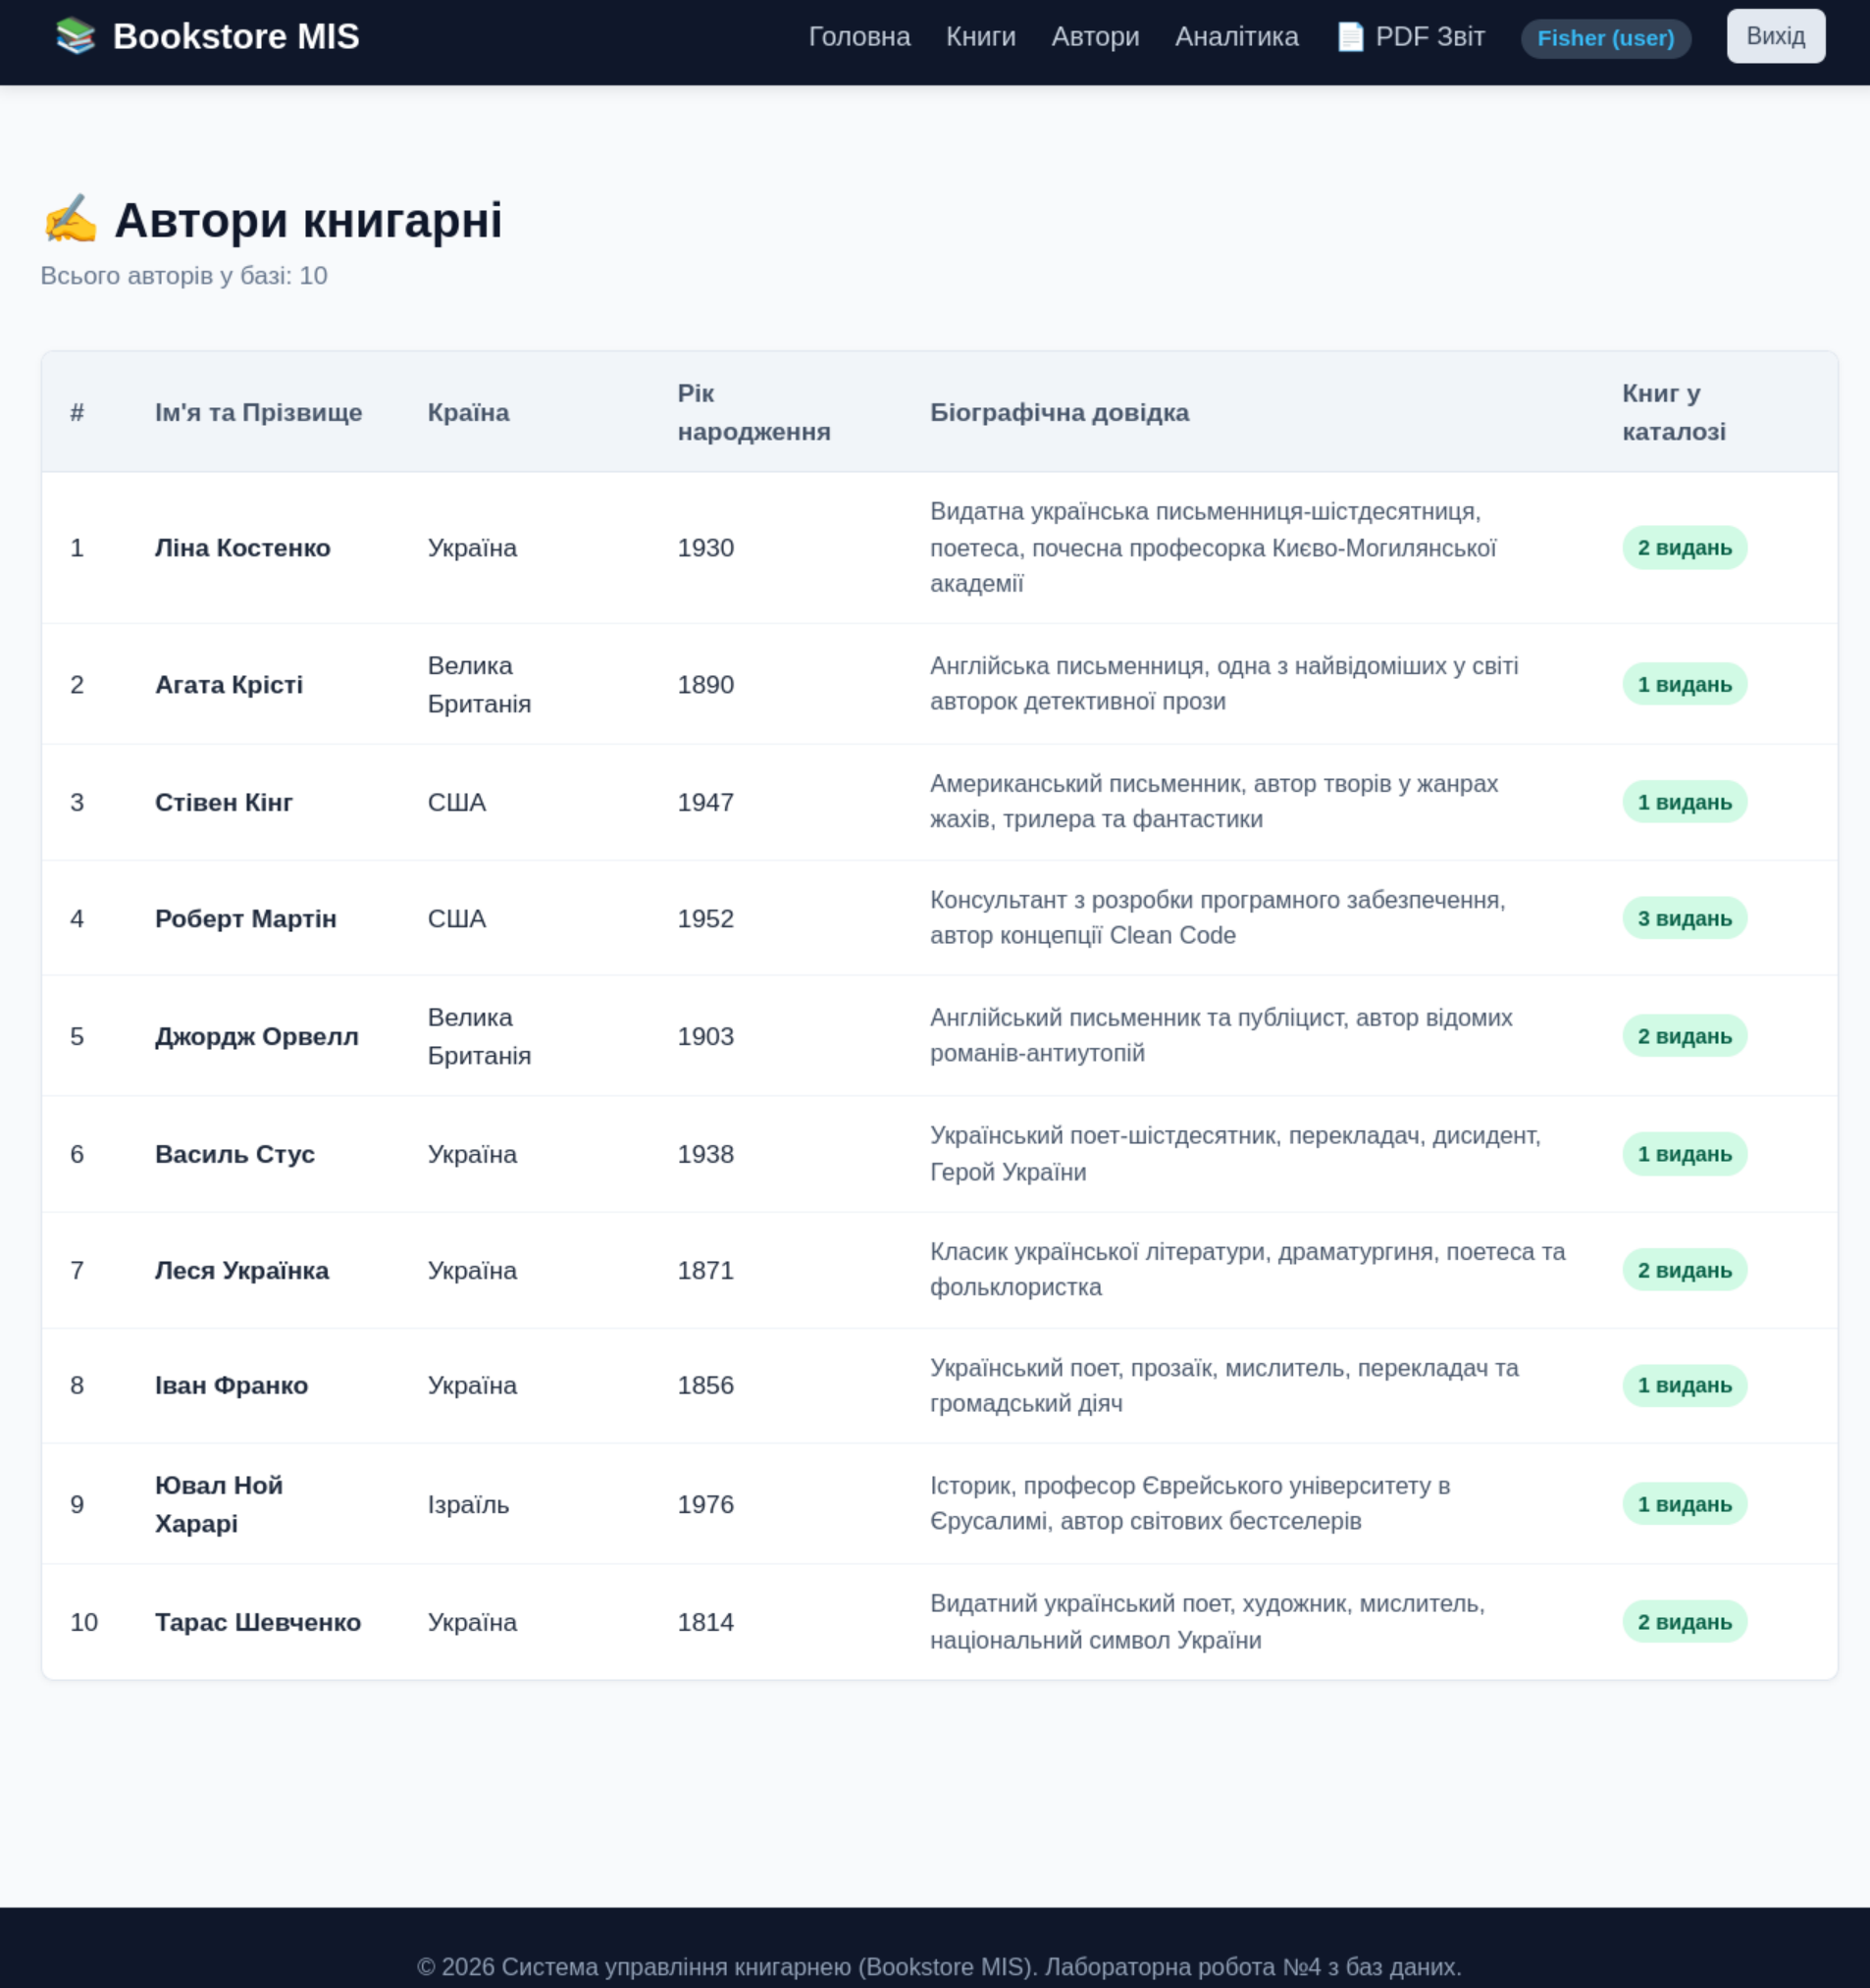 Bookstore MIS
Головна Книги Автори Аналітика PDF Звіт Fisher (user) Вихід
Автори книгарні
Всього авторів у базі: 10
# Ім'я та Прізвище Країна Рік народження Біографічна довідка Книг у каталозі
1 Ліна Костенко Україна 1930 Видатна українська письменниця-шістдесятниця, поетеса, почесна професорка Києво-Могилянської академії 2 видань
2 Агата Крісті Велика Британія 1890 Англійська письменниця, одна з найвідоміших у світі авторок детективної прози 1 видань
3 Стівен Кінг США 1947 Американський письменник, автор творів у жанрах жахів, трилера та фантастики 1 видань
4 Роберт Мартін США 1952 Консультант з розробки програмного забезпечення, автор концепції Clean Code 3 видань
5 Джордж Орвелл Велика Британія 1903 Англійський письменник та публіцист, автор відомих романів-антиутопій 2 видань
6 Василь Стус Україна 1938 Український поет-шістдесятник, перекладач, дисидент, Герой України 1 видань
7 Леся Українка Україна 1871 Класик української літератури, драматургиня, поетеса та фольклористка 2 видань
8 Іван Франко Україна 1856 Український поет, прозаїк, мислитель, перекладач та громадський діяч 1 видань
9 Ювал Ной Харарі Ізраїль 1976 Історик, професор Єврейського університету в Єрусалимі, автор світових бестселерів 1 видань
10 Тарас Шевченко Україна 1814 Видатний український поет, художник, мислитель, національний символ України 2 видань
© 2026 Система управління книгарнею (Bookstore MIS). Лабораторна робота №4 з баз даних.